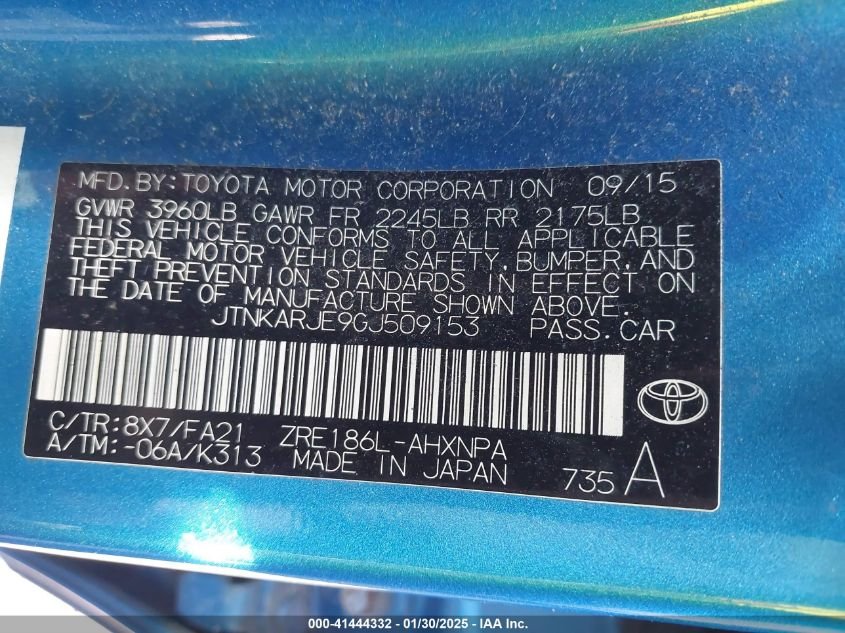 MFD.BY:TOYOTA MOTOR CORPORATION 09/15
GVWR 3960LB GAWR FR 2245LB RR 2175LB
THIS VEHICLE CONFORMS TO ALL APPLICABLE
FEDERAL MOTOR VEHICLE SAFETY,BUMPER,AND
THEFT PREVENTION STANDARDS IN EFFECT ON
THE DATE OF MANUFACTURE SHOWN ABOVE.
JTNKARJE9GJ509153 PASS.CAR
C/TR:8X7/FA21 ZRE186L-AHXNPA
A/TM:-06A/K313 MADE IN JAPAN 735 A
000-41444332 - 01/30/2025 - IAA Inc.